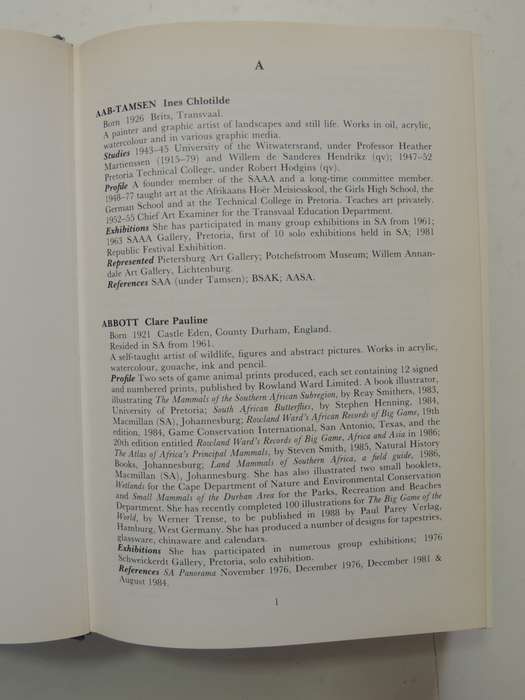 A
AAB-TAMSEN Ines Chlotilde
Born 1926 Brits, Transvaal.
A painter and graphic artist of landscapes and still life. Works in oil, acrylic,
watercolour and in various graphic media.
Studies 1943–45 University of the Witwatersrand, under Professor Heather
Martienssen (1915–79) and Willem de Sanderes Hendrikz (qv); 1947–52
Pretoria Technical College, under Robert Hodgins (qv).
Profile A founder member of the SAAA and a long-time committee member.
1948–77 taught art at the Afrikaans Hoër Meisiesskool, the Girls High School, the
German School and at the Technical College in Pretoria. Teaches art privately.
1952–55 Chief Art Examiner for the Transvaal Education Department.
Exhibitions She has participated in many group exhibitions in SA from 1961;
1963 SAAA Gallery, Pretoria, first of 10 solo exhibitions held in SA; 1981
Republic Festival Exhibition.
Represented Pietersburg Art Gallery; Potchefstroom Museum; Willem Annan-
dale Art Gallery, Lichtenburg.
References SAA (under Tamsen); BSAK; AASA.
ABBOTT Clare Pauline
Born 1921 Castle Eden, County Durham, England.
Resided in SA from 1961.
A self-taught artist of wildlife, figures and abstract pictures. Works in acrylic,
watercolour, gouache, ink and pencil.
Profile Two sets of game animal prints produced, each set containing 12 signed
and numbered prints, published by Rowland Ward Limited. A book illustrator,
illustrating The Mammals of the Southern African Subregion, by Reay Smithers, 1983,
University of Pretoria; South African Butterflies, by Stephen Henning, 1984,
Macmillan (SA), Johannesburg; Rowland Ward's African Records of Big Game, 19th
edition, 1984, Game Conservation International, San Antonio, Texas, and the
20th edition entitled Rowland Ward's Records of Big Game, Africa and Asia in 1986;
The Atlas of Africa's Principal Mammals, by Steven Smith, 1985, Natural History
Books, Johannesburg; Land Mammals of Southern Africa, a field guide, 1986,
Macmillan (SA), Johannesburg. She has also illustrated two small booklets,
Wetlands for the Cape Department of Nature and Environmental Conservation
and Small Mammals of the Durban Area for the Parks, Recreation and Beaches
Department. She has recently completed 100 illustrations for The Big Game of the
World, by Werner Trense, to be published in 1988 by Paul Parey Verlag,
Hamburg, West Germany. She has produced a number of designs for tapestries,
glassware, chinaware and calendars.
Exhibitions She has participated in numerous group exhibitions; 1976
Schweickerdt Gallery, Pretoria, solo exhibition.
References SA Panorama November 1976, December 1976, December 1981 &
August 1984.
1